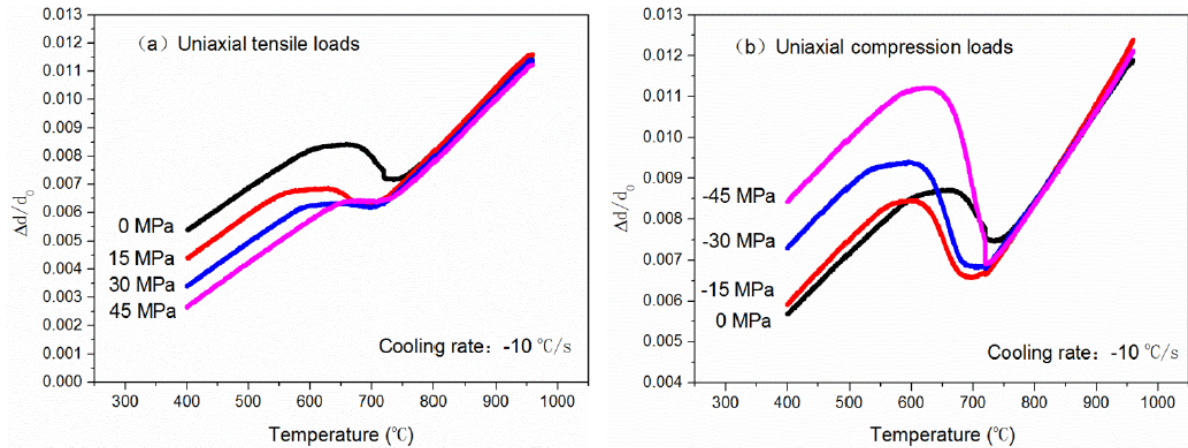 (a) Uniaxial tensile loads
0.013
0.012
0.011
0.010
0.009
0.008
0.007
0.006
0.005
0.004
0.003
0.002
0.001
0.000
Δd/d₀
0 MPa
15 MPa
30 MPa
45 MPa
Cooling rate: -10 ℃/s
300 400 500 600 700 800 900 1000
Temperature (℃)
(b) Uniaxial compression loads
0.013
0.012
0.011
0.010
0.009
0.008
0.007
0.006
0.005
0.004
Δd/d₀
-45 MPa
-30 MPa
-15 MPa
0 MPa
Cooling rate: -10 ℃/s
300 400 500 600 700 800 900 1000
Temperature (℃)